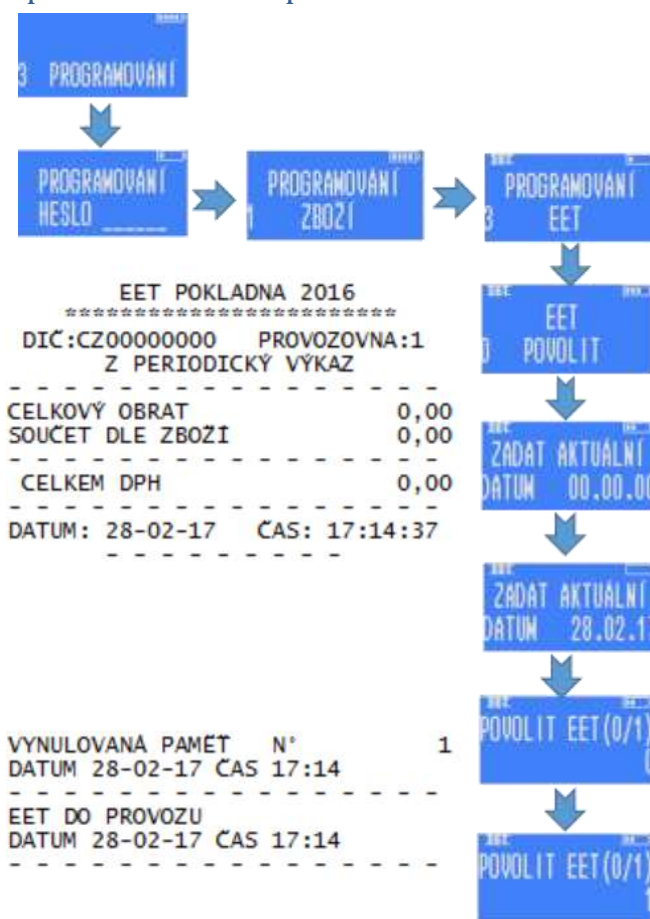 3 PROGRAMOVÁNÍ
PROGRAMOVÁNÍ
HESLO ______
PROGRAMOVÁNÍ
1 ZBOŽÍ
PROGRAMOVÁNÍ
3 EET
EET
0 POVOLIT
ZADAT AKTUÁLNÍ
DATUM 00.00.00
ZADAT AKTUÁLNÍ
DATUM 28.02.17
POVOLIT EET(0/1)
0
POVOLIT EET(0/1)
1
EET POKLADNA 2016
************************
DIČ:CZ00000000 PROVOZOVNA:1
Z PERIODICKÝ VÝKAZ
- - - - - - - - - - - - - - - - - -
CELKOVÝ OBRAT 0,00
SOUČET DLE ZBOŽÍ 0,00
- - - - - - - - - - - - - - - - - -
CELKEM DPH 0,00
- - - - - - - - - - - - - - - - - -
DATUM: 28-02-17 ČAS: 17:14:37
- - - - - - - - -
VYNULOVANÁ PAMĚŤ N° 1
DATUM 28-02-17 ČAS 17:14
- - - - - - - - - - - - - - - - - -
EET DO PROVOZU
DATUM 28-02-17 ČAS 17:14
- - - - - - - - - - - - - - - - - -